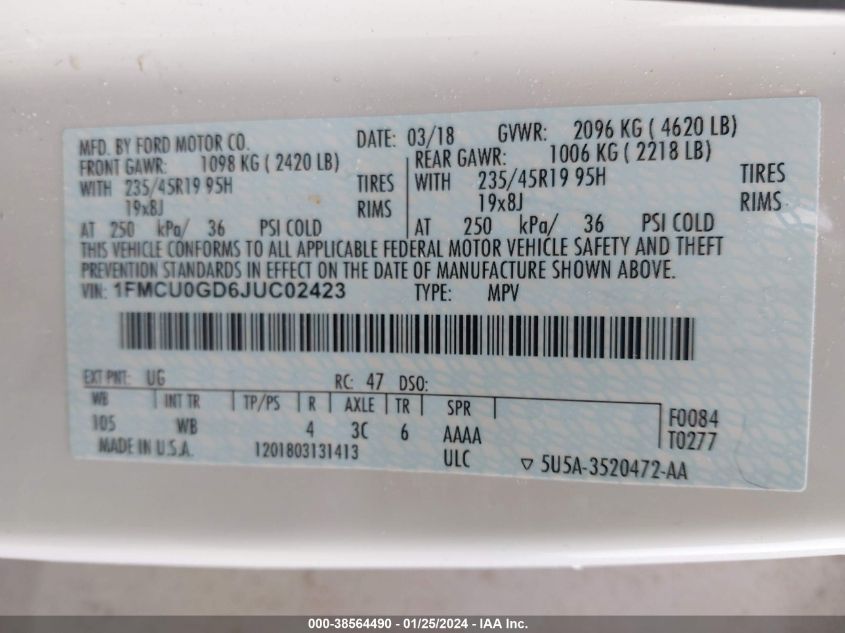 MFD. BY FORD MOTOR CO. DATE: 03/18 GVWR: 2096 KG ( 4620 LB)
FRONT GAWR: 1098 KG ( 2420 LB) REAR GAWR: 1006 KG ( 2218 LB)
WITH 235/45R19 95H TIRES WITH 235/45R19 95H TIRES
19x8J RIMS 19x8J RIMS
AT 250 kPa/ 36 PSI COLD AT 250 kPa/ 36 PSI COLD
THIS VEHICLE CONFORMS TO ALL APPLICABLE FEDERAL MOTOR VEHICLE SAFETY AND THEFT
PREVENTION STANDARDS IN EFFECT ON THE DATE OF MANUFACTURE SHOWN ABOVE.
VIN: 1FMCU0GD6JUC02423 TYPE: MPV
EXT PNT: UG RC: 47 DSO:
WB INT TR TP/PS R AXLE TR SPR F0084
105 WB 4 3C 6 AAAA T0277
MADE IN U.S.A. 1201803131413 ULC 5U5A-3520472-AA
000-38564490 - 01/25/2024 - IAA Inc.